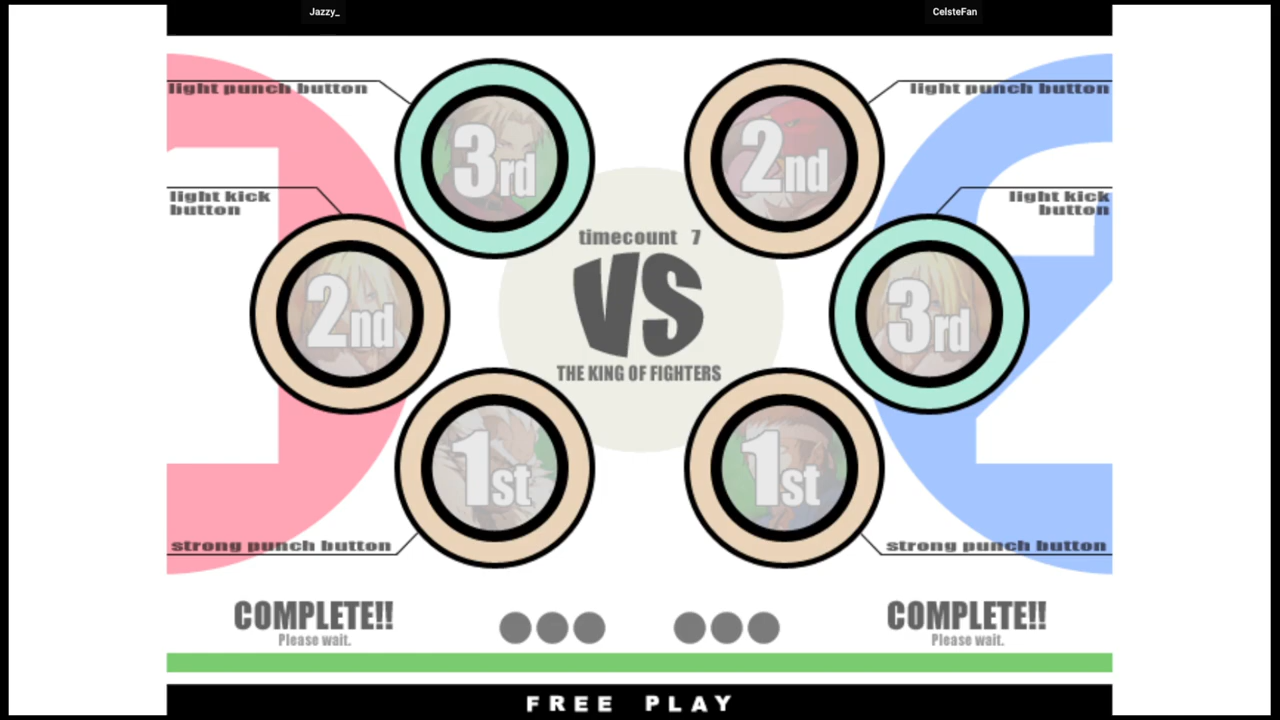 Jazzy_
CelsteFan
light punch button
light punch button
3rd
2nd
light kick
button
light kick
button
timecount 7
VS
THE KING OF FIGHTERS
2nd
3rd
1st
1st
strong punch button
strong punch button
COMPLETE!!
Please wait.
COMPLETE!!
Please wait.
FREE PLAY